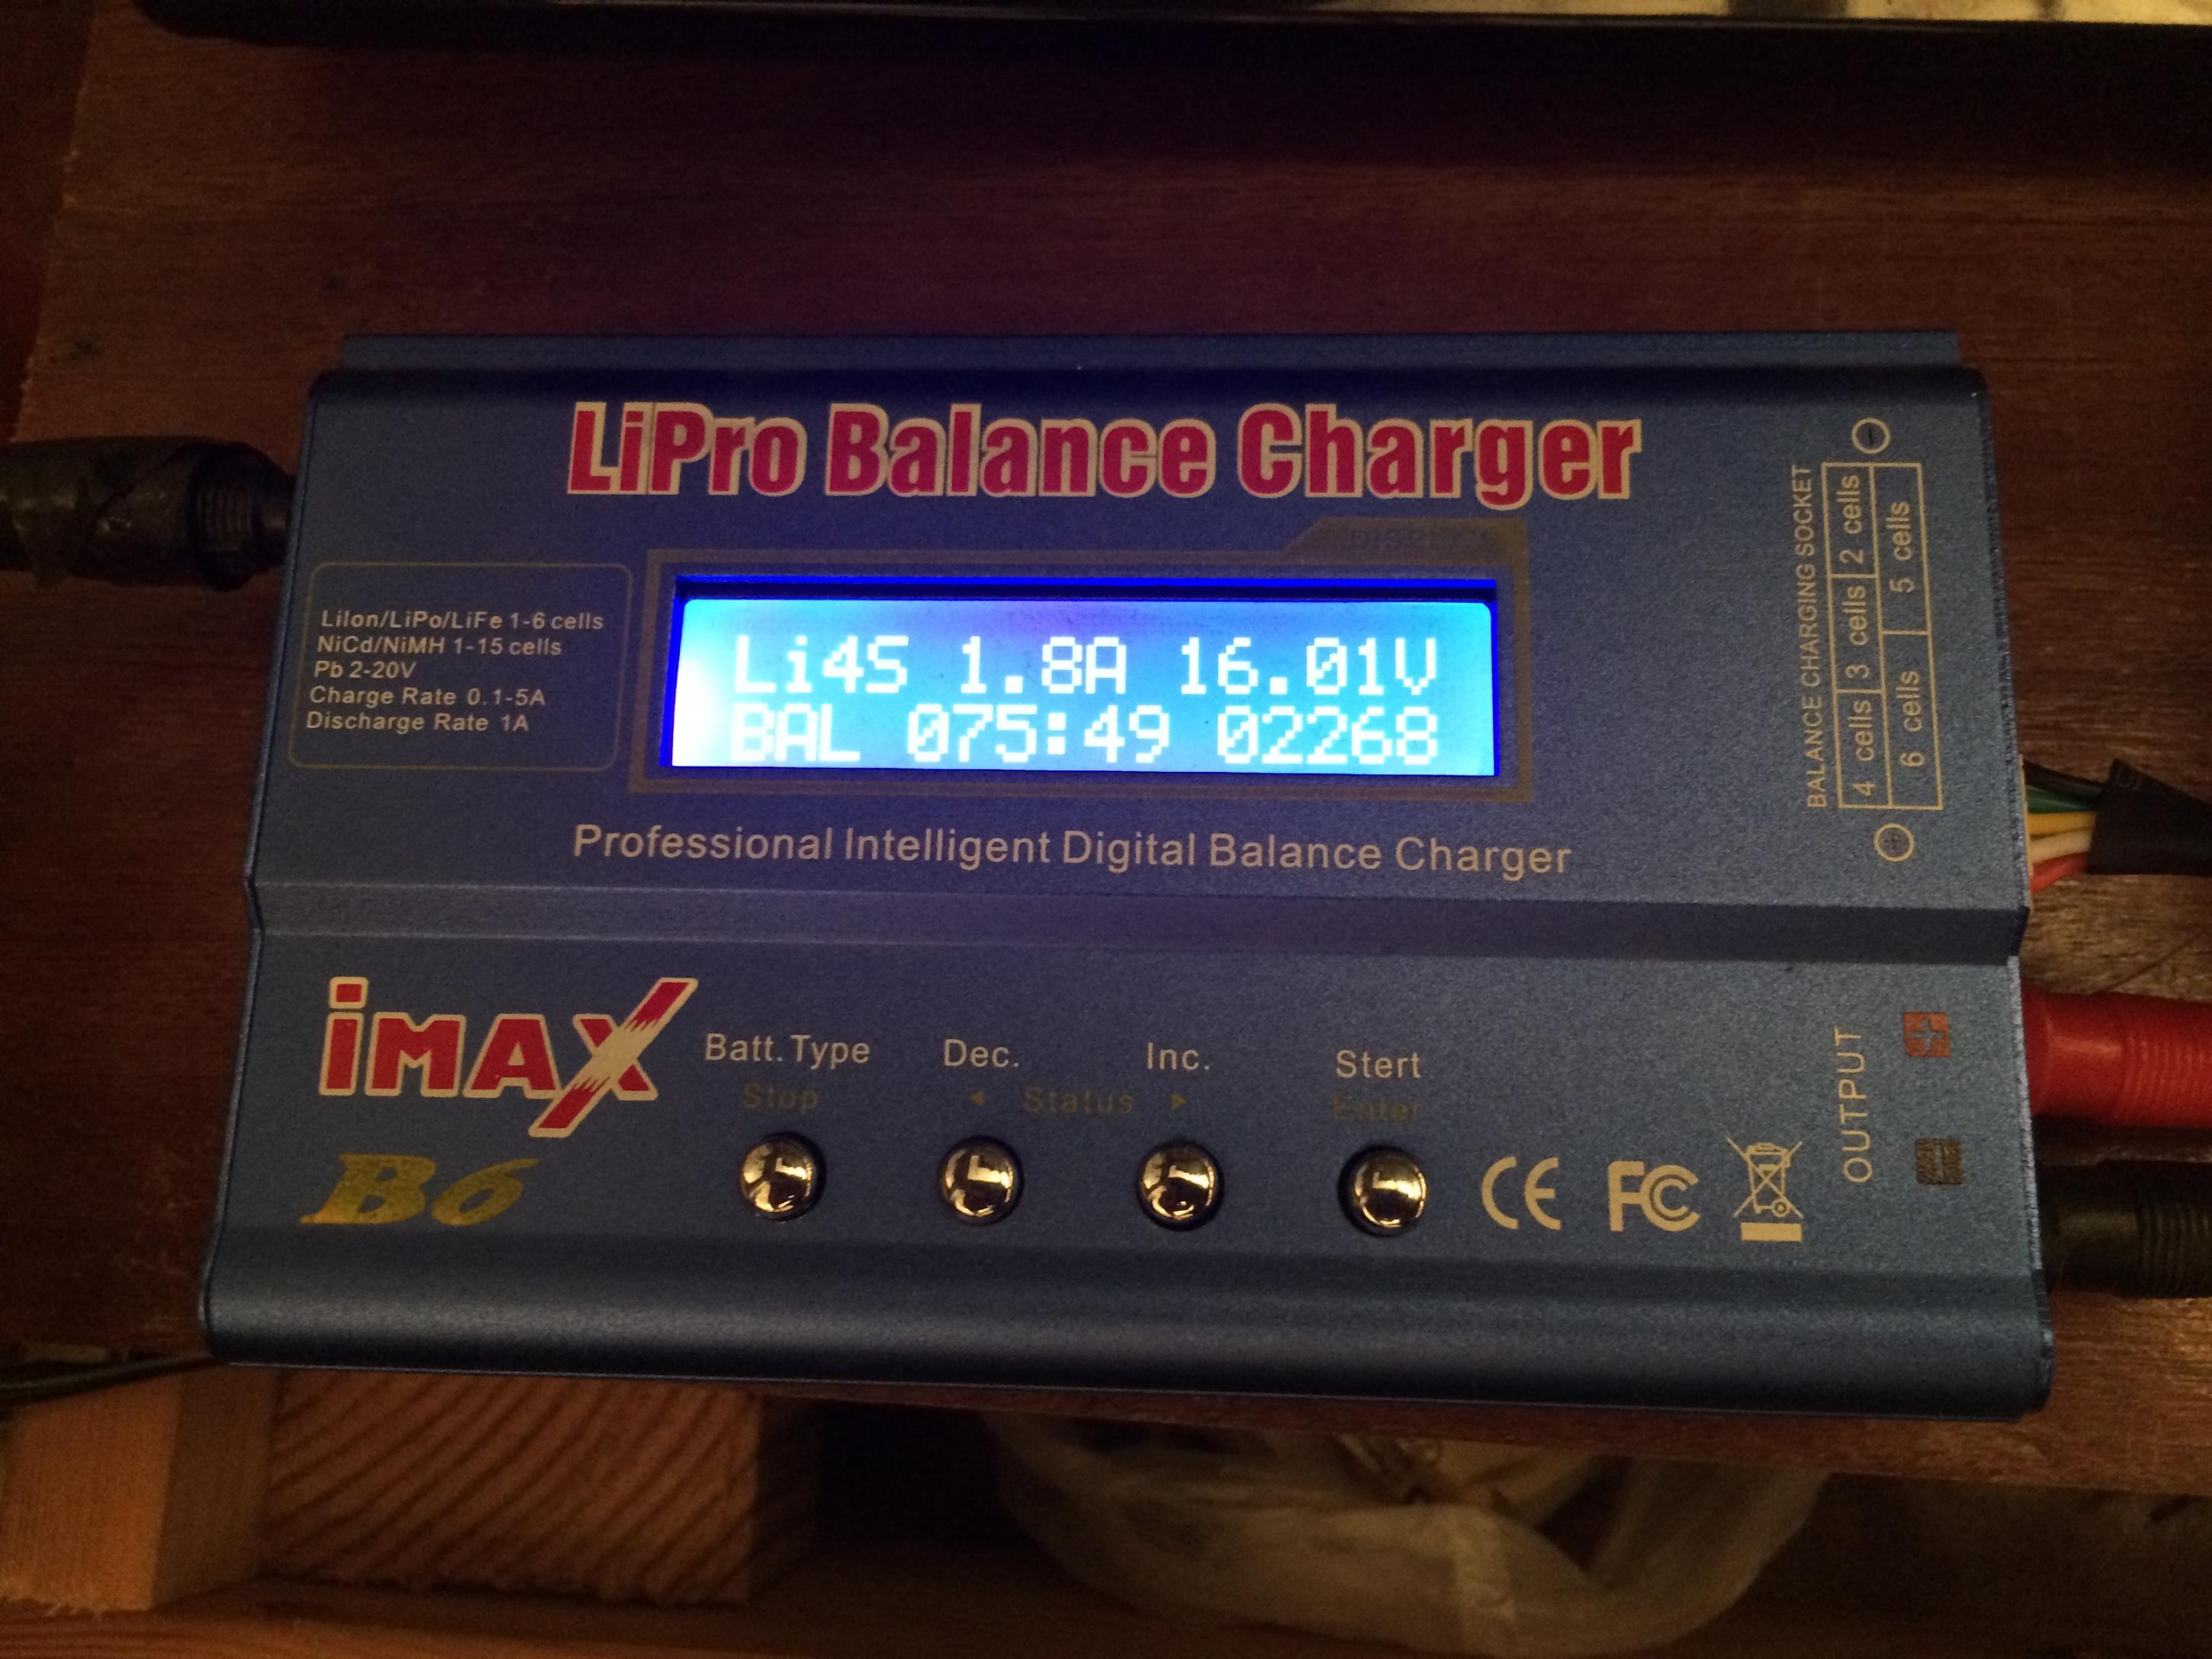 LiPro Balance Charger
DISPLAY
LiIon/LiPo/LiFe 1-6 cells
NiCd/NiMH 1-15 cells
Pb 2-20V
Charge Rate 0.1-5A
Discharge Rate 1A
Li4S 1.8A 16.01V
BAL 075:49 02268
BALANCE CHARGING SOCKET
4 cells 3 cells 2 cells
6 cells 5 cells
Professional Intelligent Digital Balance Charger
iMAX
B6
Batt. Type Dec. Inc. Stert
Stop ◄ Status ► Enter
CE FC
OUTPUT
+
-